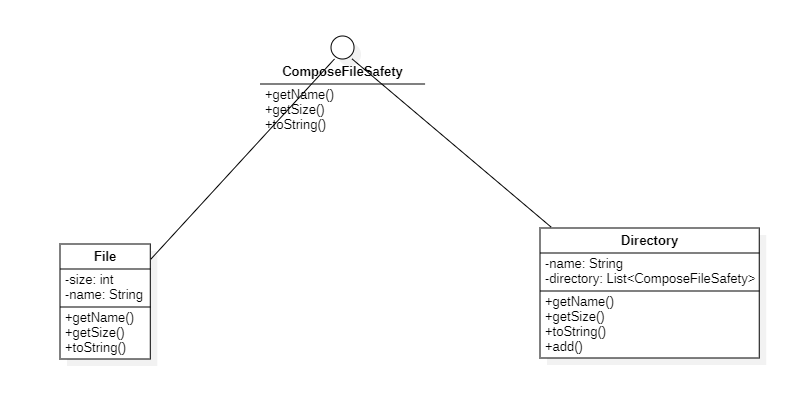 ComposeFileSafety
+getName()
+getSize()
+toString()
File
-size: int
-name: String
+getName()
+getSize()
+toString()
Directory
-name: String
-directory: List<ComposeFileSafety>
+getName()
+getSize()
+toString()
+add()